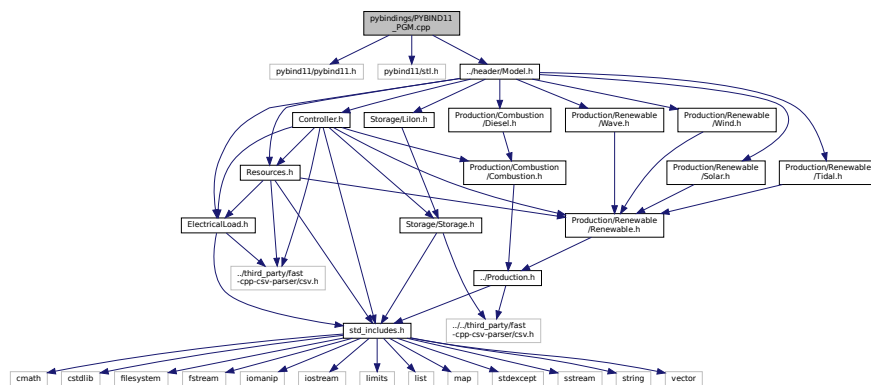 pybindings/PYBIND11
_PGM.cpp
pybind11/pybind11.h
pybind11/stl.h
../header/Model.h
Controller.h
Storage/LiIon.h
Production/Combustion
/Diesel.h
Production/Renewable
/Wave.h
Production/Renewable
/Wind.h
Resources.h
Production/Combustion
/Combustion.h
Production/Renewable
/Solar.h
Production/Renewable
/Tidal.h
ElectricalLoad.h
Storage/Storage.h
Production/Renewable
/Renewable.h
../third_party/fast
-cpp-csv-parser/csv.h
../Production.h
std_includes.h
../../third_party/fast
-cpp-csv-parser/csv.h
cmath
cstdlib
filesystem
fstream
iomanip
iostream
limits
list
map
stdexcept
sstream
string
vector